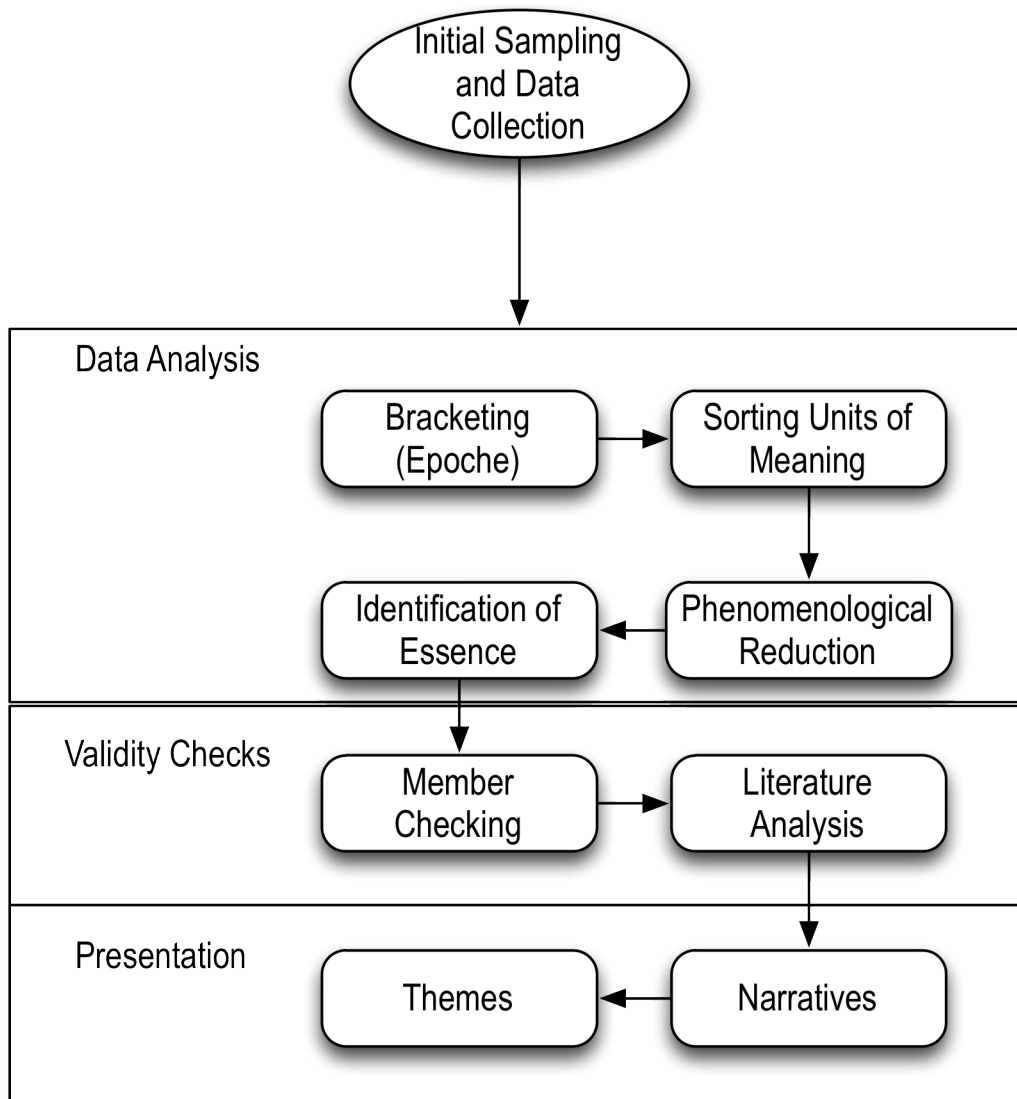 Initial Sampling
and Data
Collection
Data Analysis
Bracketing
(Epoche)
Sorting Units of
Meaning
Identification of
Essence
Phenomenological
Reduction
Validity Checks
Member
Checking
Literature
Analysis
Presentation
Themes
Narratives